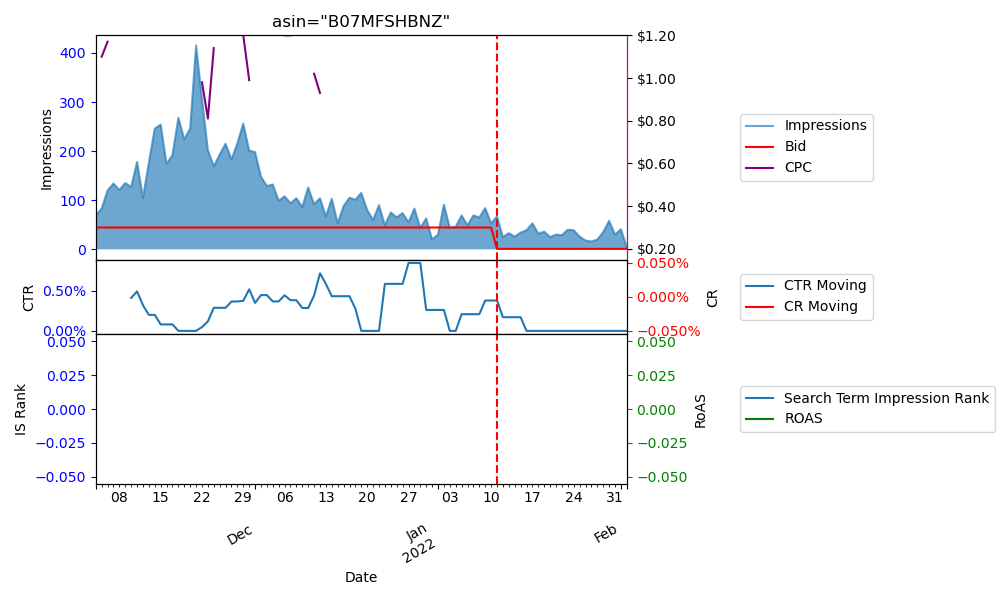 asin="B07MFSHBNZ"
400
300
200
100
0
Impressions
$1.20
$1.00
$0.80
$0.60
$0.40
$0.20
Impressions
Bid
CPC
0.50%
0.00%
CTR
0.050%
0.000%
−0.050%
CR
CTR Moving
CR Moving
0.050
0.025
0.000
−0.025
−0.050
IS Rank
0.050
0.025
0.000
−0.025
−0.050
RoAS
Search Term Impression Rank
ROAS
08 15 22 29 06 13 20 27 03 10 17 24 31
Dec
Jan
2022
Feb
Date